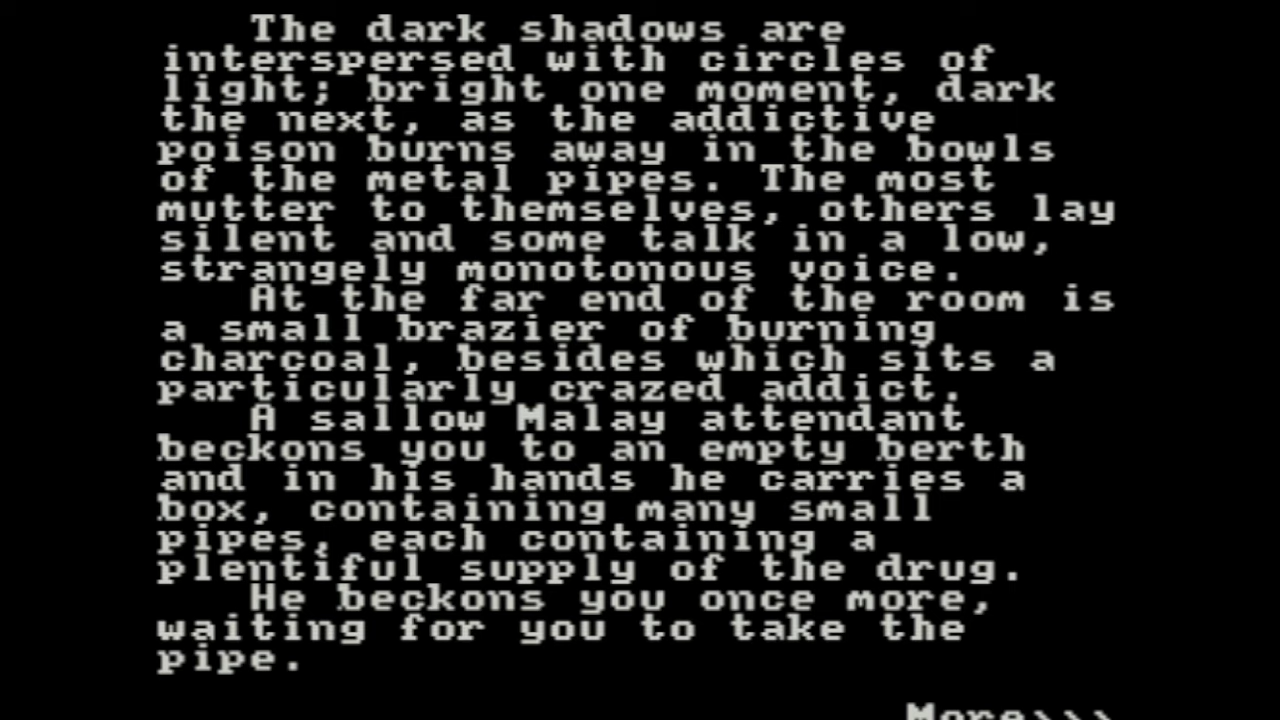 The dark shadows are
interspersed with circles of
light; bright one moment, dark
the next, as the addictive
poison burns away in the bowls
of the metal pipes. The most
mutter to themselves, others lay
silent and some talk in a low,
strangely monotonous voice.
At the far end of the room is
a small brazier of burning
charcoal, besides which sits a
particularly crazed addict.
A sallow Malay attendant
beckons you to an empty berth
and in his hands he carries a
box, containing many small
pipes, each containing a
plentiful supply of the drug.
He beckons you once more,
waiting for you to take the
pipe.
More>>>